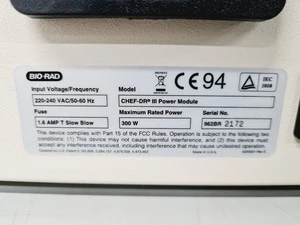 BIO-RAD
CE 94
IEC
1010
Input Voltage/Frequency
Model
220-240 VAC/50-60 Hz
CHEF-DR® III Power Module
Fuse
Maximum Rated Power
Serial No.
1.6 AMP T Slow Blow
300 W
962BR 2172
This device complies with Part 15 of the FCC Rules. Operation is subject to the following two
conditions: (1) This device may not cause harmful interference, and (2) this device must accept
any interference received, including interference that may cause undesired operation.